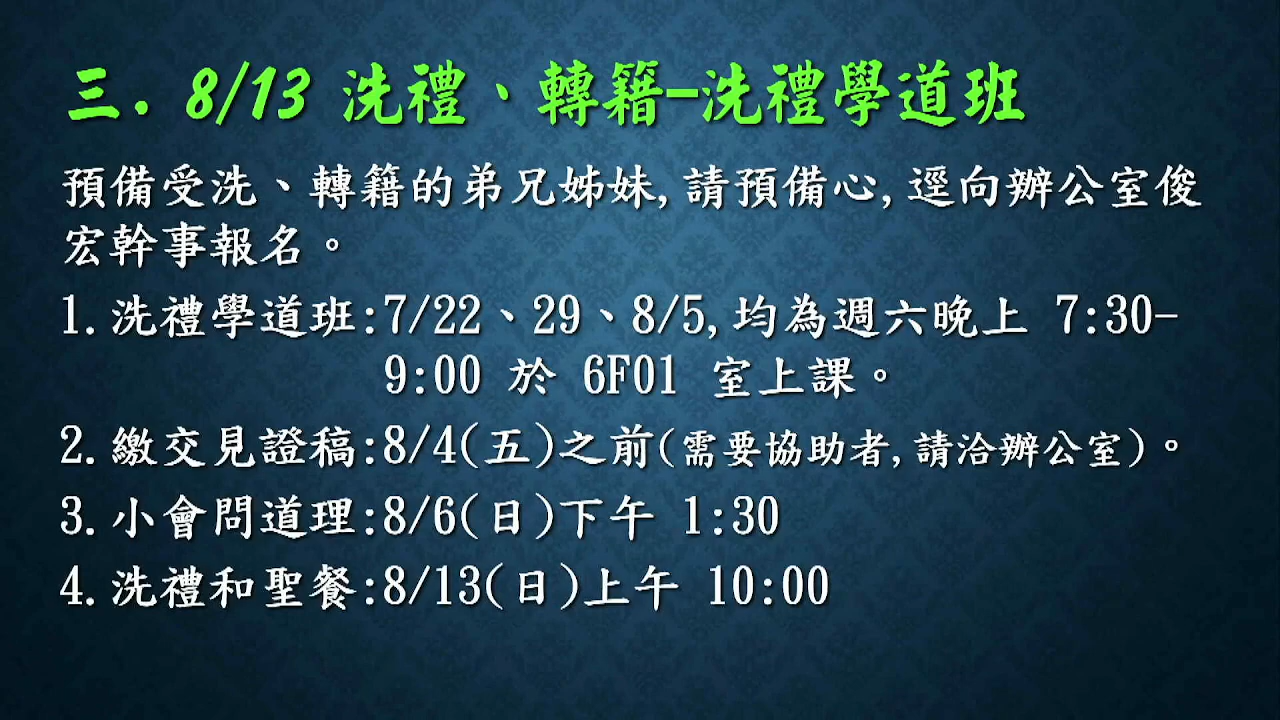 三. 8/13 洗禮、轉籍-洗禮學道班
預備受洗、轉籍的弟兄姊妹,請預備心,逕向辦公室俊
宏幹事報名。
1.洗禮學道班:7/22、29、8/5,均為週六晚上 7:30-
9:00 於 6F01 室上課。
2.繳交見證稿:8/4(五)之前(需要協助者,請洽辦公室)。
3.小會問道理:8/6(日)下午 1:30
4.洗禮和聖餐:8/13(日)上午 10:00